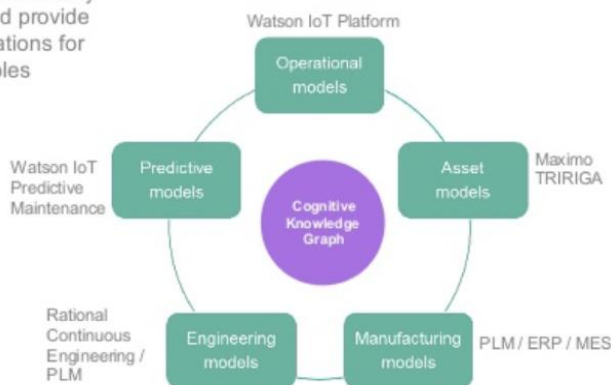 d provide
ations for
Watson IoT Platform
Operational
models
Watson IoT
Predictive
Maintenance
Predictive
models
Asset
models
Maximo
TRIRIGA
Cognitive
Knowledge
Graph
Rational
Continuous
Engineering /
PLM
Engineering
models
Manufacturing
models
PLM / ERP / MES